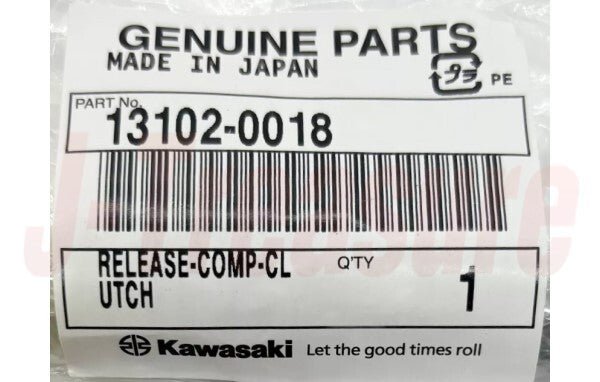 GENUINE PARTS
MADE IN JAPAN
プラ PE
PART No.
13102-0018
J-treasure
RELEASE-COMP-CL
UTCH
Q'TY 1
Kawasaki Let the good times roll